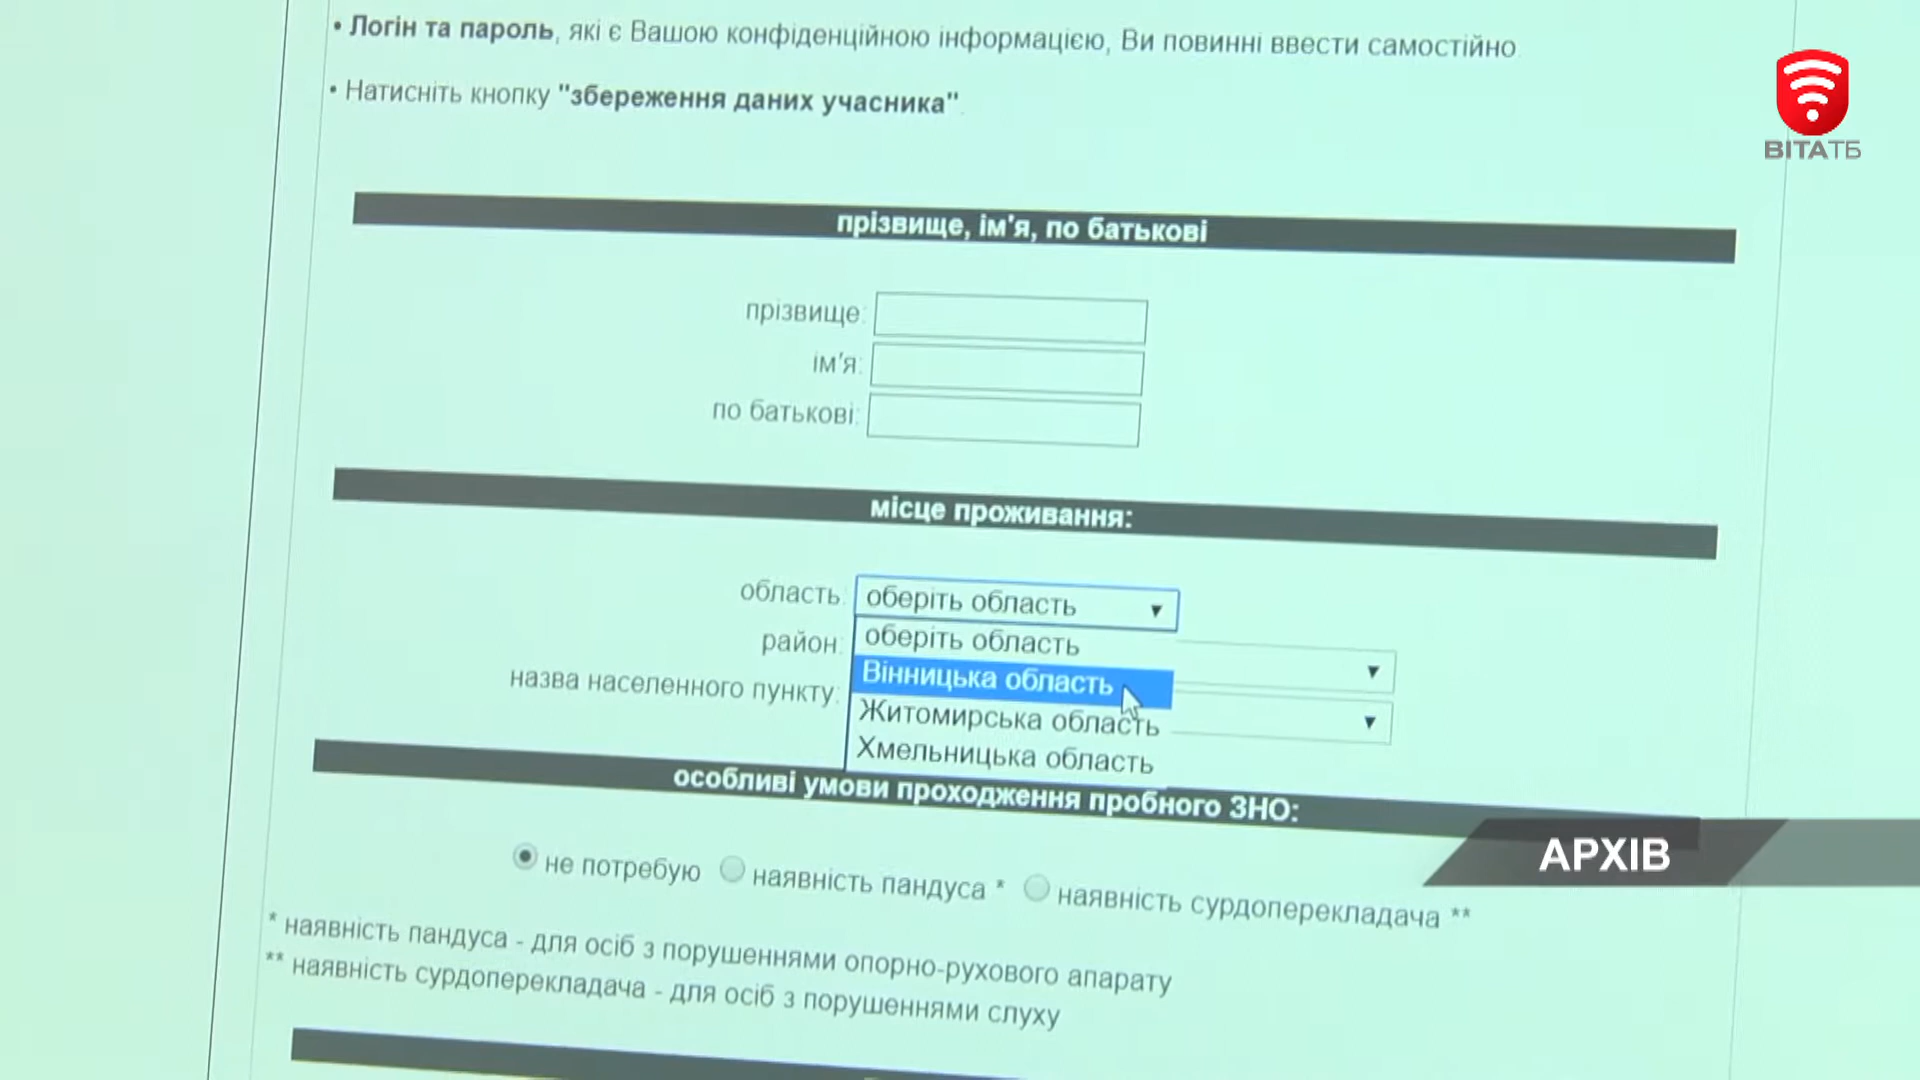 • Логін та пароль, які є Вашою конфіденційною інформацією, Ви повинні ввести самостійно
• Натисніть кнопку "збереження даних учасника".
ВІТАТБ
прізвище, ім'я, по батькові
прізвище:
ім'я:
по батькові:
місце проживання:
область: оберіть область
оберіть область
район:
Вінницька область
назва населенного пункту:
Житомирська область
Хмельницька область
особливі умови проходження пробного ЗНО:
АРХІВ
не потребую наявність пандуса * наявність сурдоперекладача **
* наявність пандуса - для осіб з порушеннями опорно-рухового апарату
** наявність сурдоперекладача - для осіб з порушеннями слуху